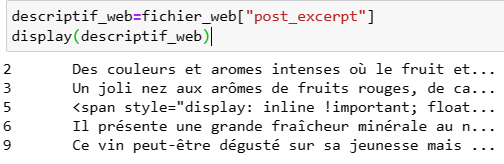 descriptif_web=fichier_web["post_excerpt"]
display(descriptif_web)
2 Des couleurs et aromes intenses où le fruit et...
3 Un joli nez aux arômes de fruits rouges, de ca...
5 <span style="display: inline !important; float...
6 Il présente une grande fraîcheur minérale au n...
9 Ce vin peut-être dégusté sur sa jeunesse mais ...